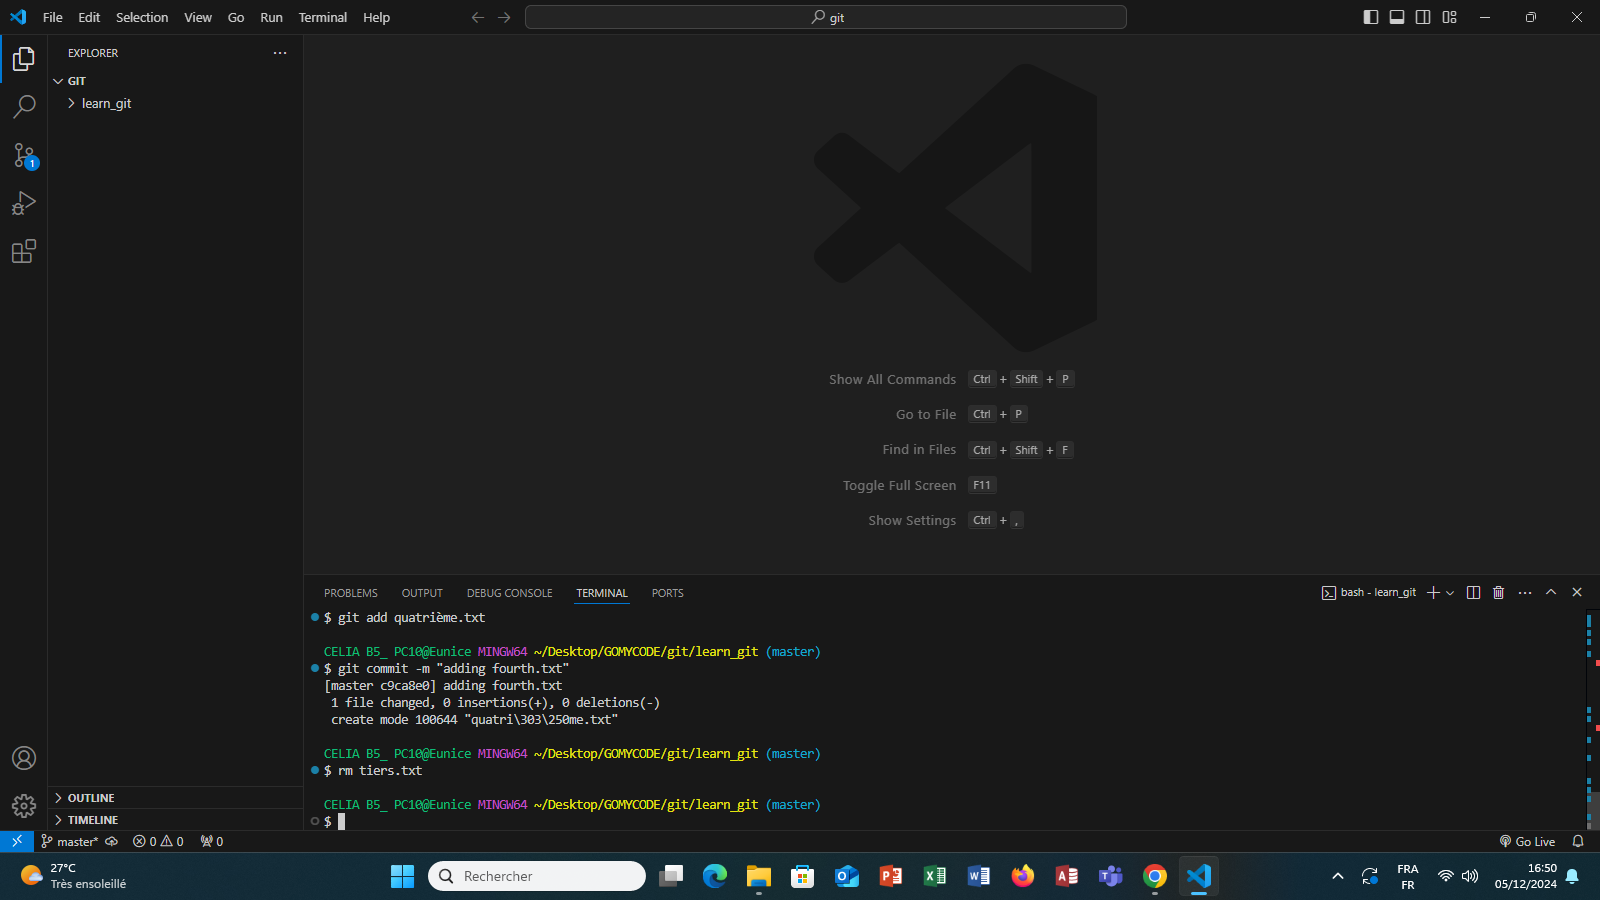 File Edit Selection View Go Run Terminal Help
git
EXPLORER
GIT
learn_git
1
Show All Commands Ctrl + Shift + P
Go to File Ctrl + P
Find in Files Ctrl + Shift + F
Toggle Full Screen F11
Show Settings Ctrl + ,
PROBLEMS OUTPUT DEBUG CONSOLE TERMINAL PORTS
bash - learn_git
$ git add quatrième.txt
CELIA B5_ PC10@Eunice MINGW64 ~/Desktop/GOMYCODE/git/learn_git (master)
$ git commit -m "adding fourth.txt"
[master c9ca8e0] adding fourth.txt
1 file changed, 0 insertions(+), 0 deletions(-)
create mode 100644 "quatri\303\250me.txt"
CELIA B5_ PC10@Eunice MINGW64 ~/Desktop/GOMYCODE/git/learn_git (master)
$ rm tiers.txt
CELIA B5_ PC10@Eunice MINGW64 ~/Desktop/GOMYCODE/git/learn_git (master)
$
OUTLINE
TIMELINE
master* 0 0 0
Go Live
27°C
Très ensoleillé
Rechercher
FRA
FR
16:50
05/12/2024